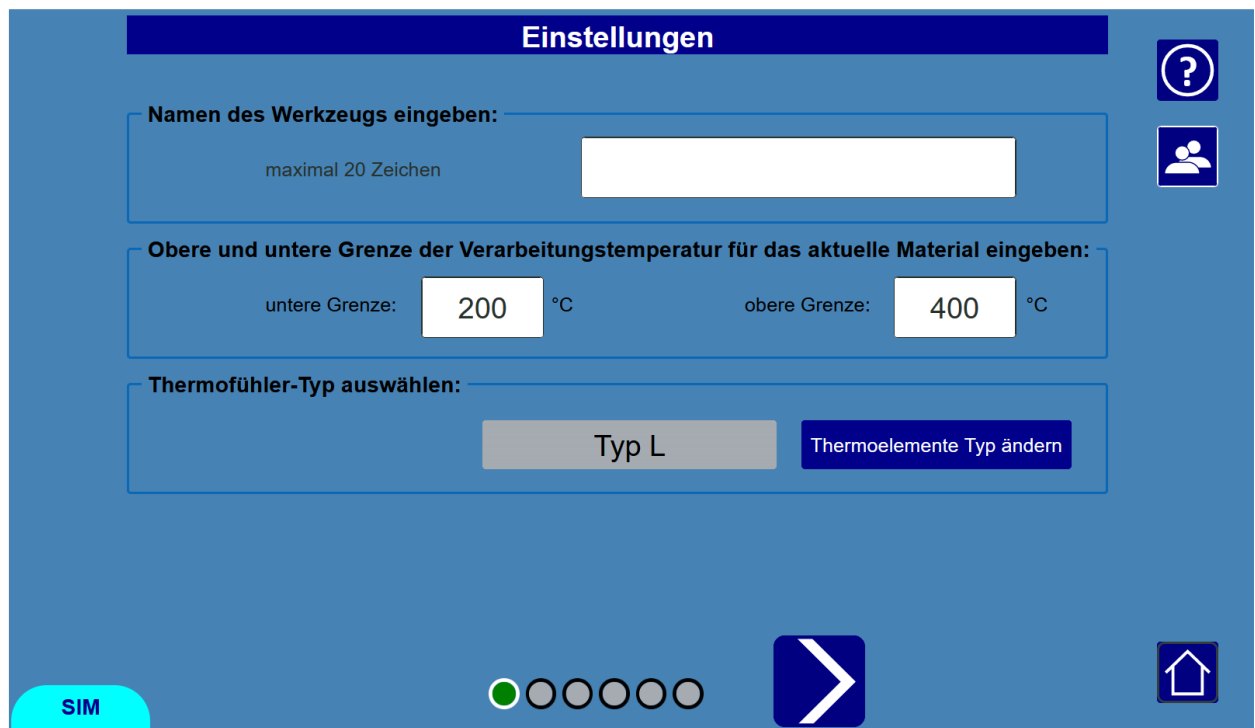 Einstellungen
?
Namen des Werkzeugs eingeben:
maximal 20 Zeichen
Obere und untere Grenze der Verarbeitungstemperatur für das aktuelle Material eingeben:
untere Grenze: 200 °C obere Grenze: 400 °C
Thermofühler-Typ auswählen:
Typ L Thermoelemente Typ ändern
SIM